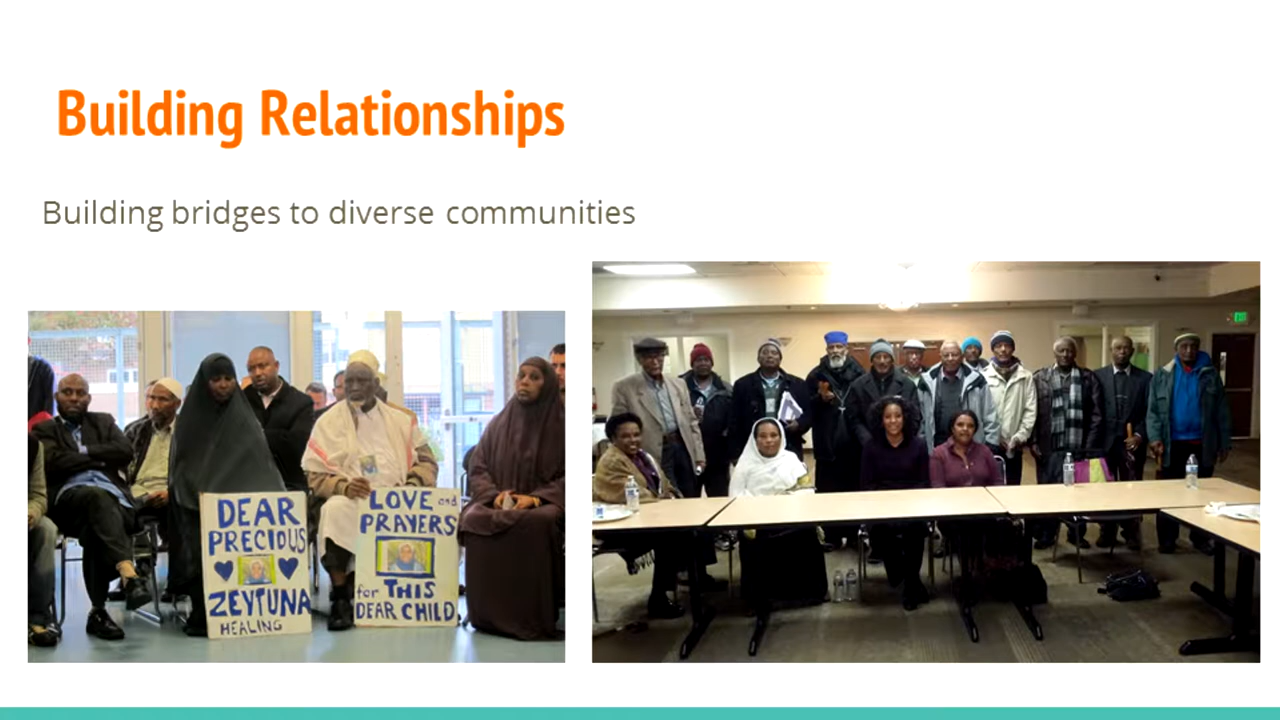 Building Relationships
Building bridges to diverse communities
DEAR
PRECIOUS
ZEYTUNA
HEALING
LOVE and
PRAYERS
for THIS
DEAR CHILD